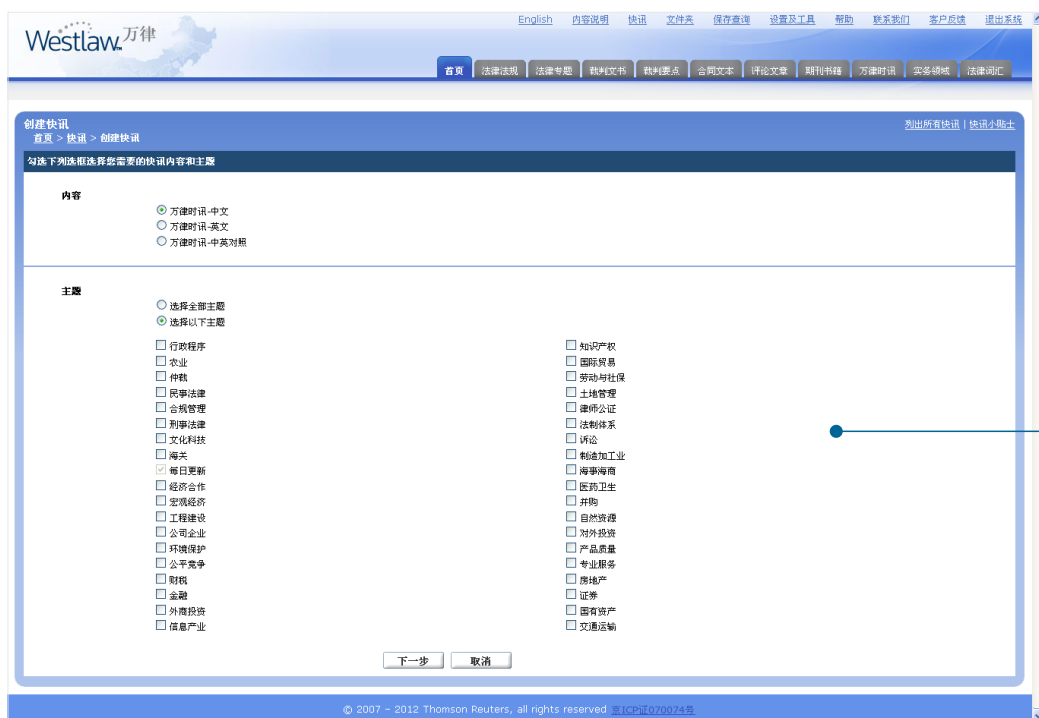 English 内容说明 快讯 文件夹 保存查询 设置及工具 帮助 联系我们 客户反馈 退出系统
Westlaw 万律
首页 法律法规 法律专题 裁判文书 裁判要点 合同文本 评论文章 期刊书籍 万律时讯 实务领域 法律词汇
创建快讯 列出所有快讯 | 快讯小贴士
首页 > 快讯 > 创建快讯
勾选下列选框选择您需要的快讯内容和主题
内容
万律时讯-中文
万律时讯-英文
万律时讯-中英对照
主题
选择全部主题
选择以下主题
行政程序 知识产权
农业 国际贸易
仲裁 劳动与社保
民事法律 土地管理
合规管理 律师公证
刑事法律 法制体系
文化科技 诉讼
海关 制造加工业
每日更新 海事海商
经济合作 医药卫生
宏观经济 并购
工程建设 自然资源
公司企业 对外投资
环境保护 产品质量
公平竞争 专业服务
财税 房地产
金融 证券
外商投资 国有资产
信息产业 交通运输
下一步 取消
© 2007 - 2012 Thomson Reuters, all rights reserved 京ICP证070074号